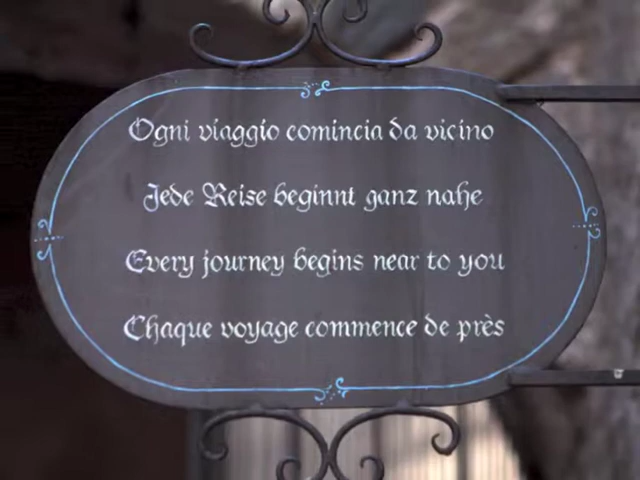 Ogni viaggio comincia da vicino
Jede Reise beginnt ganz nahe
Every journey begins near to you
Chaque voyage commence de près